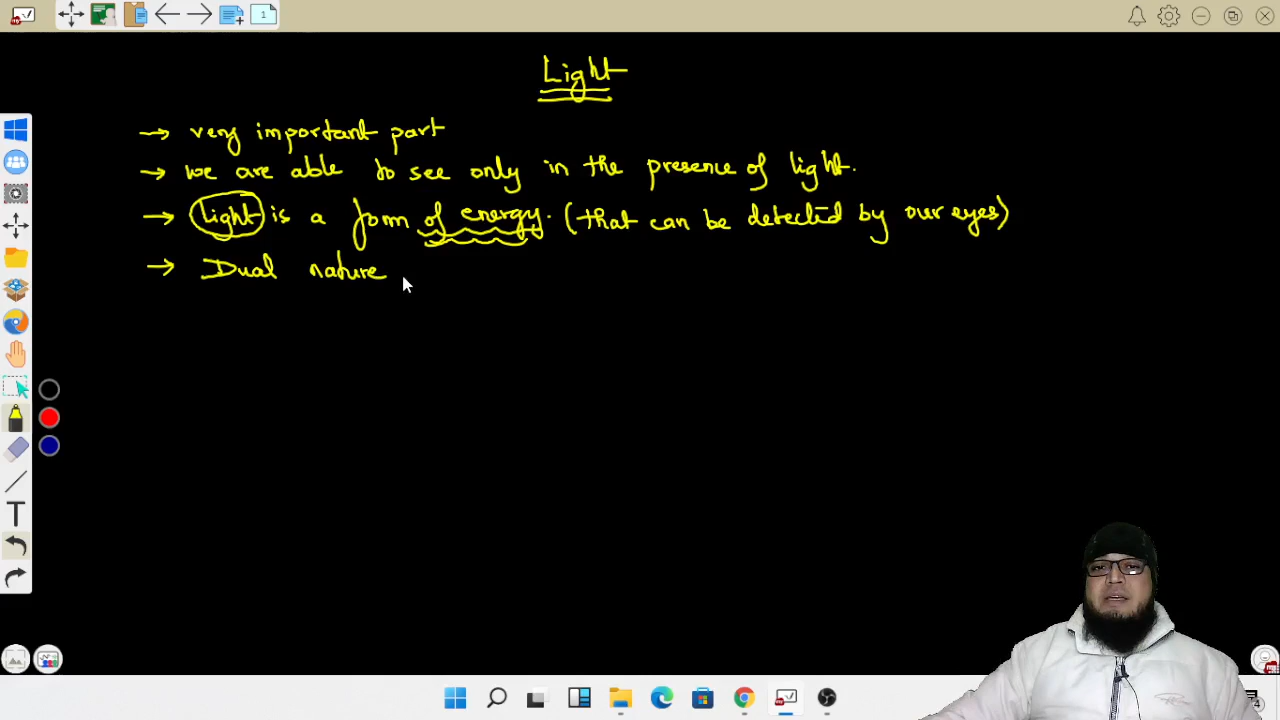 1
Light
→ very important part
→ we are able to see only in the presence of light.
→ Light is a form of energy. (that can be detected by our eyes)
→ Dual nature
T